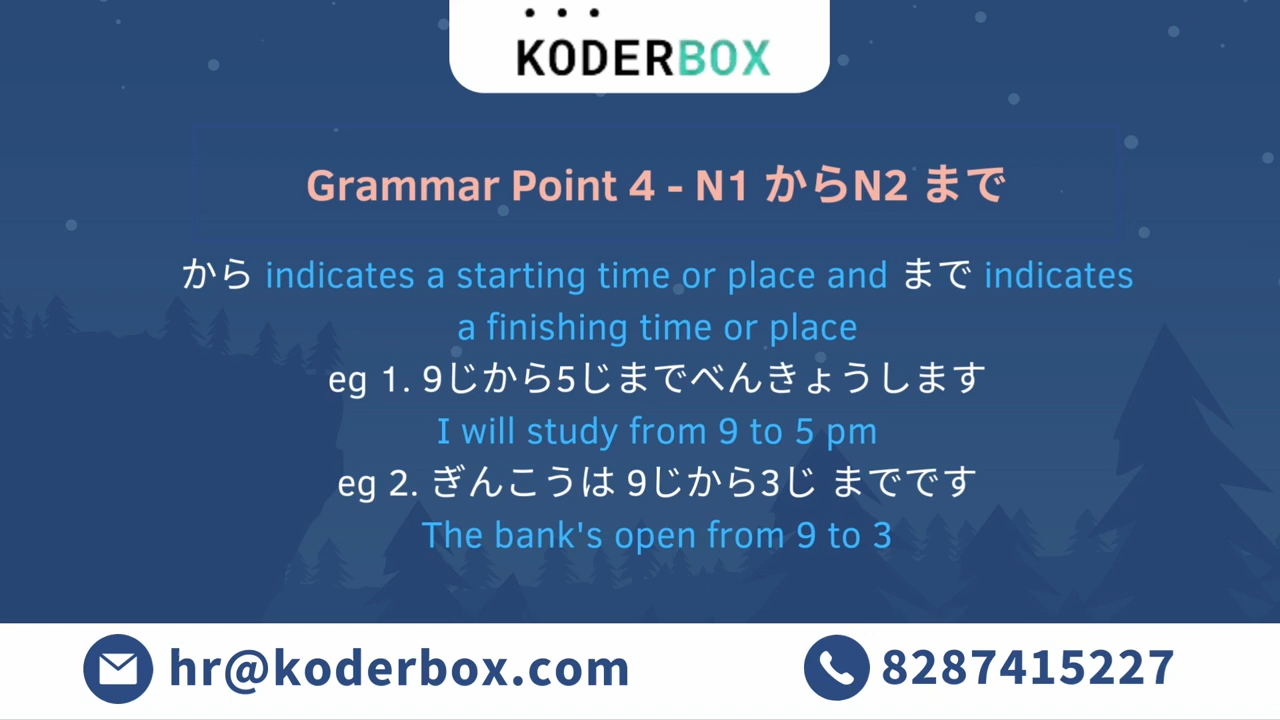 KODERBOX
Grammar Point 4 - N1 からN2 まで
から indicates a starting time or place and まで indicates
a finishing time or place
eg 1. 9じから5じまでべんきょうします
I will study from 9 to 5 pm
eg 2. ぎんこうは 9じから3じ までです
The bank's open from 9 to 3
hr@koderbox.com
8287415227